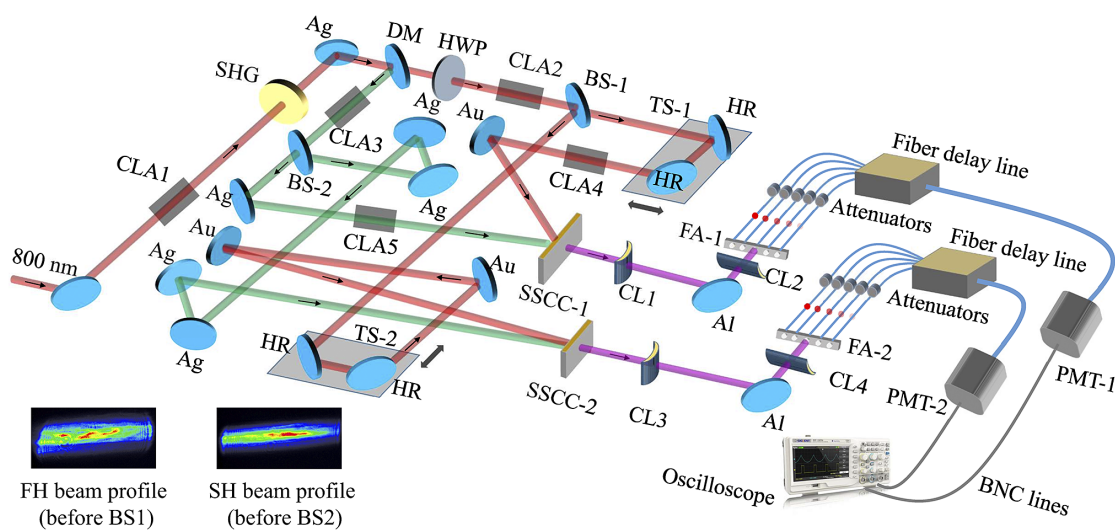 Ag
DM
HWP
CLA2
BS-1
TS-1
HR
SHG
Ag
Au
CLA3
CLA1
BS-2
CLA4
HR
Fiber delay line
Attenuators
FA-1
Ag
Ag
CLA5
Au
Ag
800 nm
Au
SSCC-1
CL1
CL2
Al
Fiber delay line
Attenuators
FA-2
Ag
HR
TS-2
HR
SSCC-2
CL3
CL4
Al
PMT-2
PMT-1
FH beam profile
(before BS1)
SH beam profile
(before BS2)
Oscilloscope
BNC lines